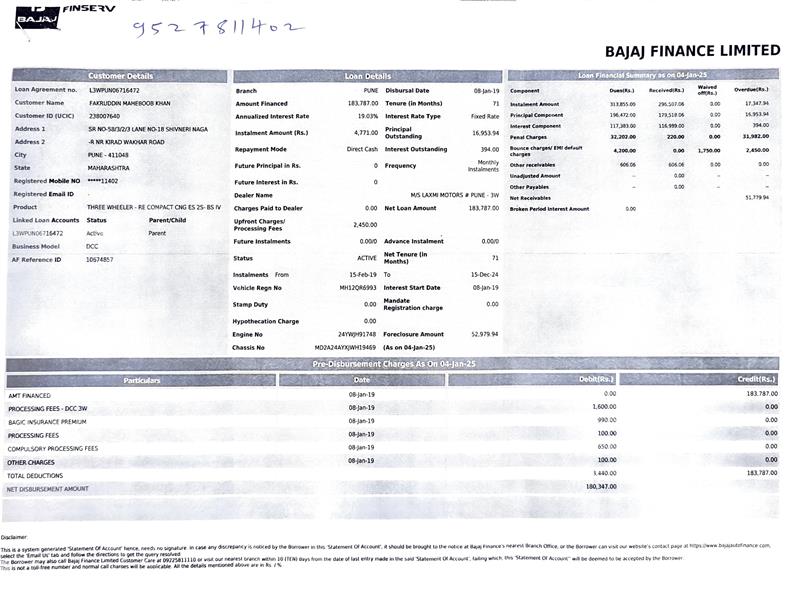 BAJAJ FINSERV
9527811402
BAJAJ FINANCE LIMITED
Customer Details
Loan Agreement no. L3WPUN06716472
Customer Name FAKRUDDIN MAHEBOOB KHAN
Customer ID (UCIC) 238007640
Address 1 SR NO-58/3/2/3 LANE NO-18 SHIVNERI NAGA
Address 2 -R NR KIRAD WAKHAR ROAD
City PUNE - 411048
State MAHARASHTRA
Registered Mobile NO *****11402
Registered Email ID -
Product THREE WHEELER - RE COMPACT CNG ES 2S- BS IV
Linked Loan Accounts Status Parent/Child
L3WPUN06716472 Active Parent
Business Model DCC
AF Reference ID 10674857
Loan Details
Branch PUNE Disbursal Date 08-Jan-19
Amount Financed 183,787.00 Tenure (in Months) 71
Annualized Interest Rate 19.03% Interest Rate Type Fixed Rate
Instalment Amount (Rs.) 4,771.00 Principal Outstanding 16,953.94
Repayment Mode Direct Cash Interest Outstanding 394.00
Future Principal in Rs. 0 Frequency Monthly Instalments
Future Interest in Rs. 0
Dealer Name M/S LAXMI MOTORS # PUNE - 3W
Charges Paid to Dealer 0.00 Net Loan Amount 183,787.00
Upfront Charges/ Processing Fees 2,450.00
Future Instalments 0.00/0 Advance Instalment 0.00/0
Status ACTIVE Net Tenure (in Months) 71
Instalments From 15-Feb-19 To 15-Dec-24
Vehicle Regn No MH12QR6993 Interest Start Date 08-Jan-19
Stamp Duty 0.00 Mandate Registration charge 0.00
Hypothecation Charge 0.00
Engine No 24YWJH91748 Foreclosure Amount 52,979.94
Chassis No MD2A24AYXJWH19469 (As on 04-Jan-25)
Loan Financial Summary as on 04-Jan-25
Component Dues(Rs.) Received(Rs.) Waived off(Rs.) Overdue(Rs.)
Instalment Amount 313,855.00 296,507.06 0.00 17,347.94
Principal Component 196,472.00 179,518.06 0.00 16,953.94
Interest Component 117,383.00 116,989.00 0.00 394.00
Penal Charges 32,202.00 220.00 0.00 31,982.00
Bounce charges/ EMI default charges 4,200.00 0.00 1,750.00 2,450.00
Other receivables 606.06 606.06 0.00 0.00
Unadjusted Amount -- 0.00 -- --
Other Payables -- 0.00 -- --
Net Receivables 51,779.94
Broken Period Interest Amount 0.00
Pre-Disbursement Charges As On 04-Jan-25
Particulars Date Debit(Rs.) Credit(Rs.)
AMT FINANCED 08-Jan-19 0.00 183,787.00
PROCESSING FEES - DCC 3W 08-Jan-19 1,600.00 0.00
BAGIC INSURANCE PREMIUM 08-Jan-19 990.00 0.00
PROCESSING FEES 08-Jan-19 100.00 0.00
COMPULSORY PROCESSING FEES 08-Jan-19 650.00 0.00
OTHER CHARGES 08-Jan-19 100.00 0.00
TOTAL DEDUCTIONS 3,440.00 183,787.00
NET DISBURSEMENT AMOUNT 180,347.00
Disclaimer:
This is a system generated 'Statement Of Account' hence, needs no signature. In case any discrepancy is noticed by the Borrower in this 'Statement Of Account', it should be brought to the notice at Bajaj Finance's nearest Branch Office, or the Borrower can visit our website's contact page at https://www.bajajautofinance.com,
select the 'Email Us' tab and follow the directions to get the query resolved
The Borrower may also call Bajaj Finance Limited Customer Care at 09225811110 or visit our nearest branch within 10 (TEN) Days from the date of last entry made in the said 'Statement Of Account', failing which, this 'Statement Of Account" will be deemed to be accepted by the Borrower.
This is not a toll-free number and normal call charges will be applicable. All the details mentioned above are in Rs. / %